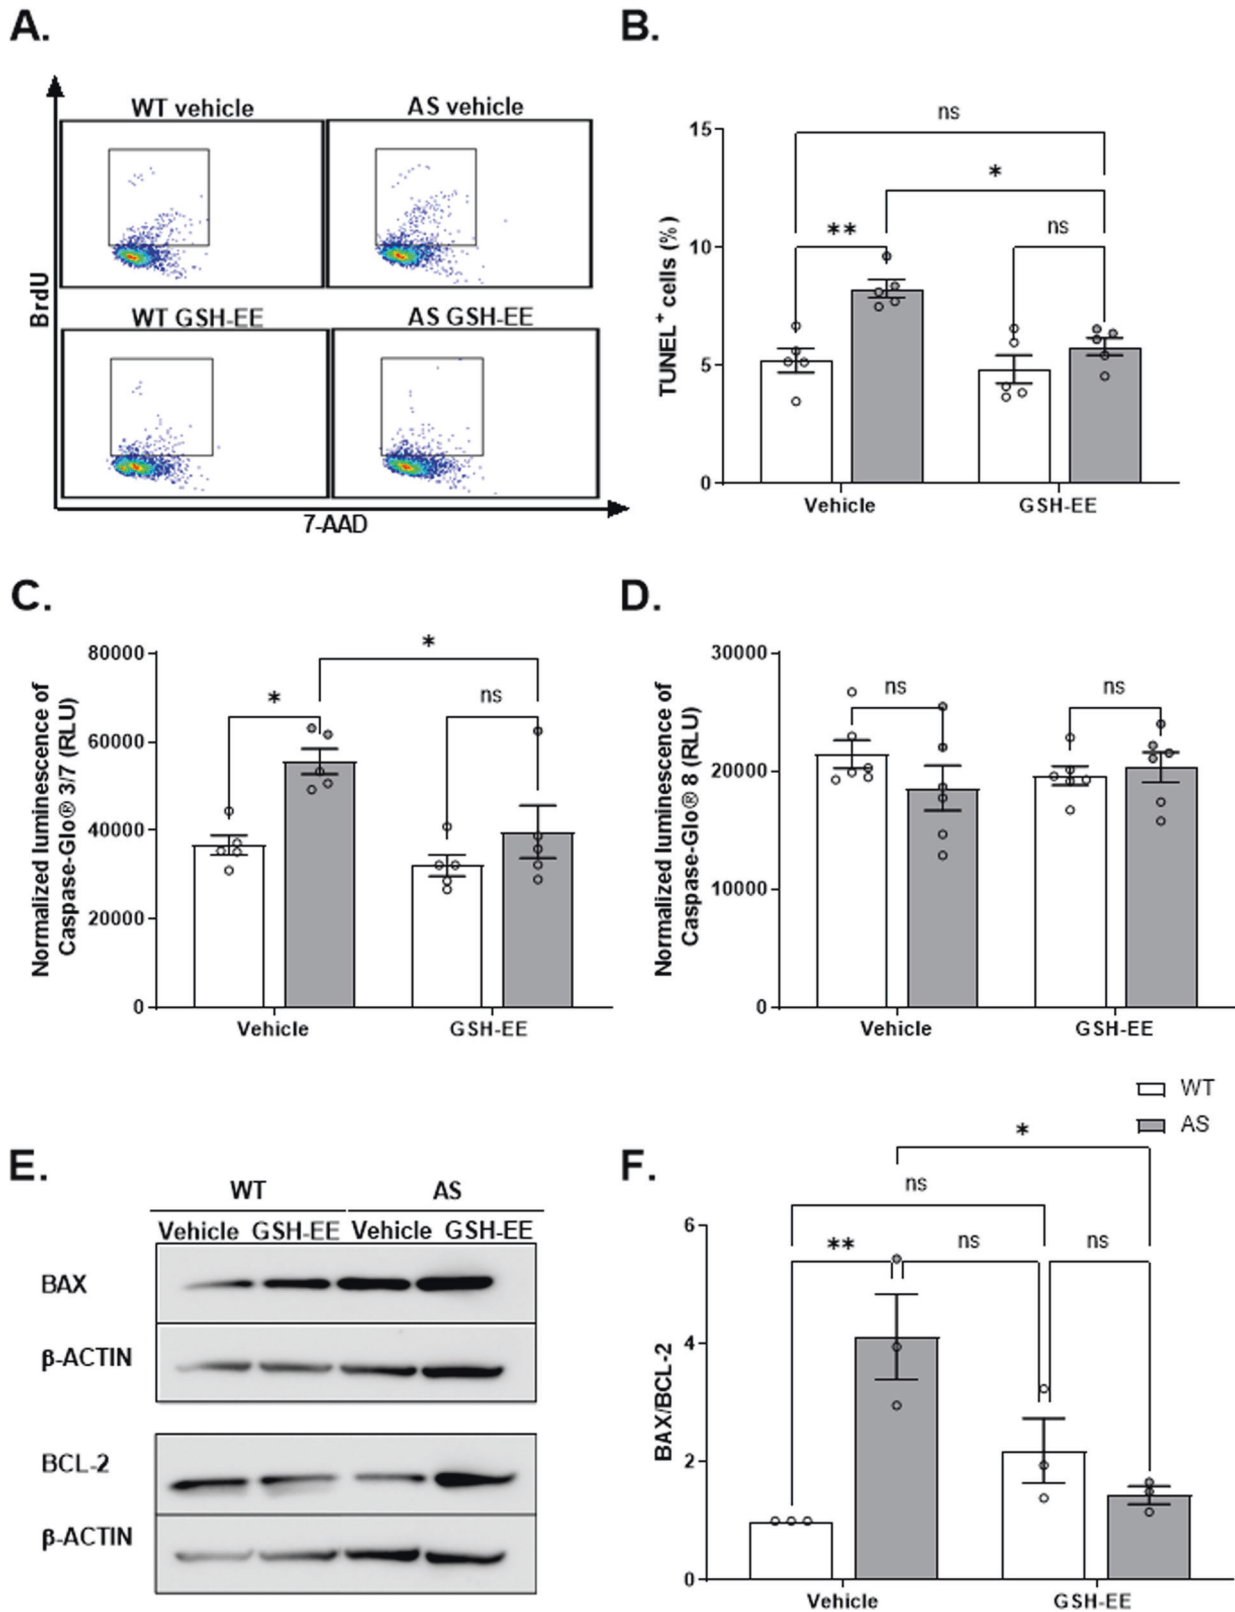 A.
WT vehicle
AS vehicle
WT GSH-EE
AS GSH-EE
BrdU
7-AAD
B.
TUNEL+ cells (%)
15
10
5
0
ns
*
**
ns
Vehicle
GSH-EE
C.
Normalized luminescence of
Caspase-Glo® 3/7 (RLU)
80000
60000
40000
20000
0
*
*
ns
Vehicle
GSH-EE
D.
Normalized luminescence of
Caspase-Glo® 8 (RLU)
30000
20000
10000
0
ns
ns
Vehicle
GSH-EE
WT
AS
E.
WT
AS
Vehicle GSH-EE Vehicle GSH-EE
BAX
β-ACTIN
BCL-2
β-ACTIN
F.
BAX/BCL-2
6
4
2
0
*
ns
**
ns
ns
Vehicle
GSH-EE